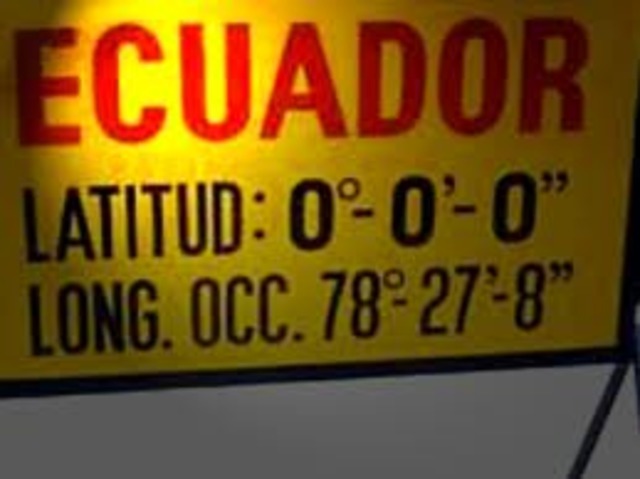 ECUADOR
LATITUD: 0°-0'-0"
LONG. OCC. 78°-27'-8"